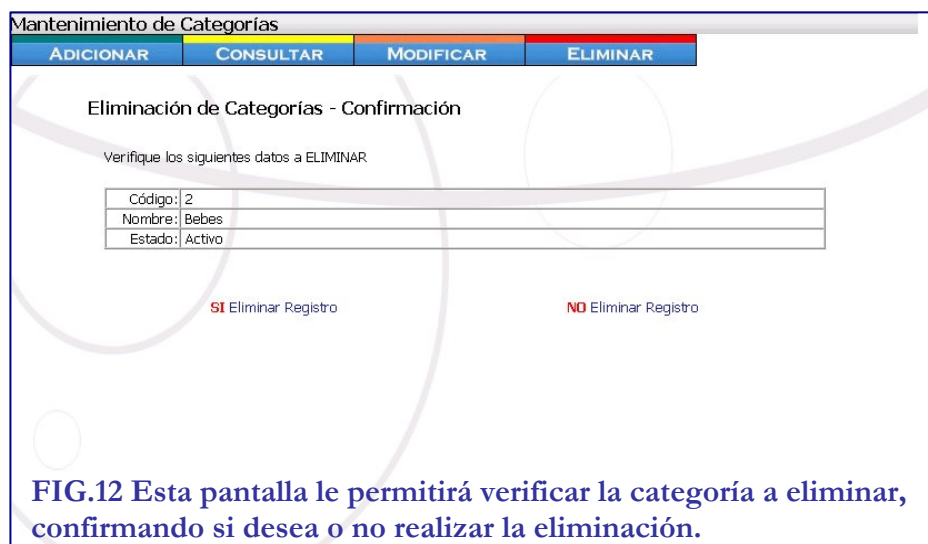 Mantenimiento de Categorías
ADICIONAR CONSULTAR MODIFICAR ELIMINAR
Eliminación de Categorías - Confirmación
Verifique los siguientes datos a ELIMINAR
Código: 2
Nombre: Bebes
Estado: Activo
SI Eliminar Registro NO Eliminar Registro
FIG.12 Esta pantalla le permitirá verificar la categoría a eliminar,
confirmando si desea o no realizar la eliminación.